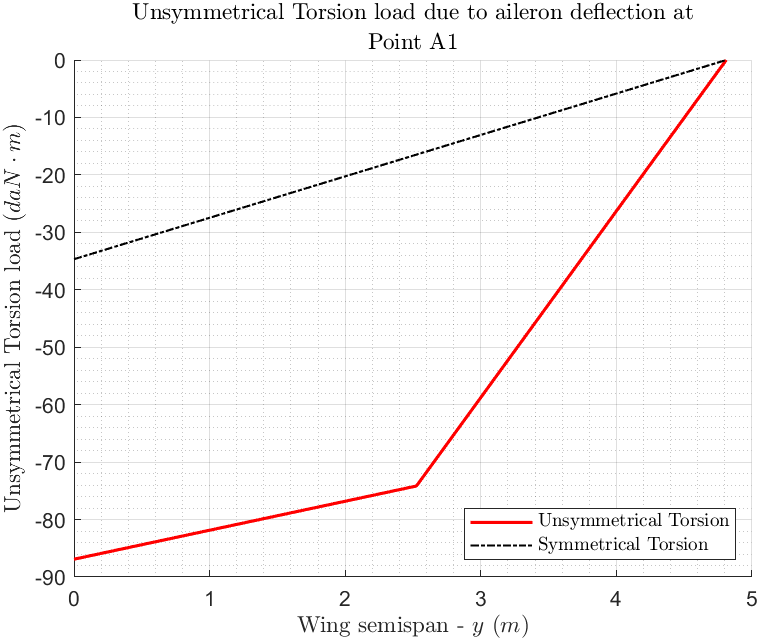 Unsymmetrical Torsion load due to aileron deflection at
Point A1
Unsymmetrical Torsion load (daN · m)
0
-10
-20
-30
-40
-50
-60
-70
-80
-90
0 1 2 3 4 5
Wing semispan - y (m)
Unsymmetrical Torsion
Symmetrical Torsion